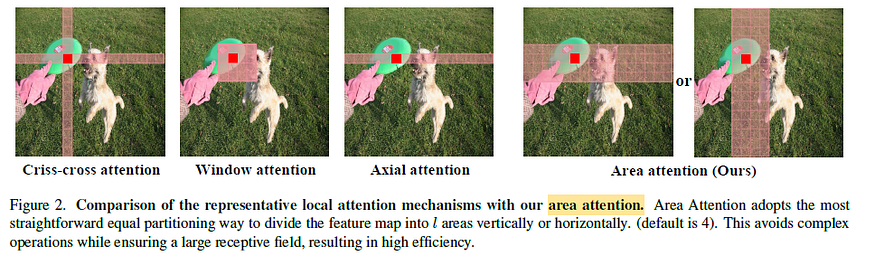 or
Criss-cross attention Window attention Axial attention Area attention (Ours)
Figure 2. Comparison of the representative local attention mechanisms with our area attention. Area Attention adopts the most
straightforward equal partitioning way to divide the feature map into l areas vertically or horizontally. (default is 4). This avoids complex
operations while ensuring a large receptive field, resulting in high efficiency.